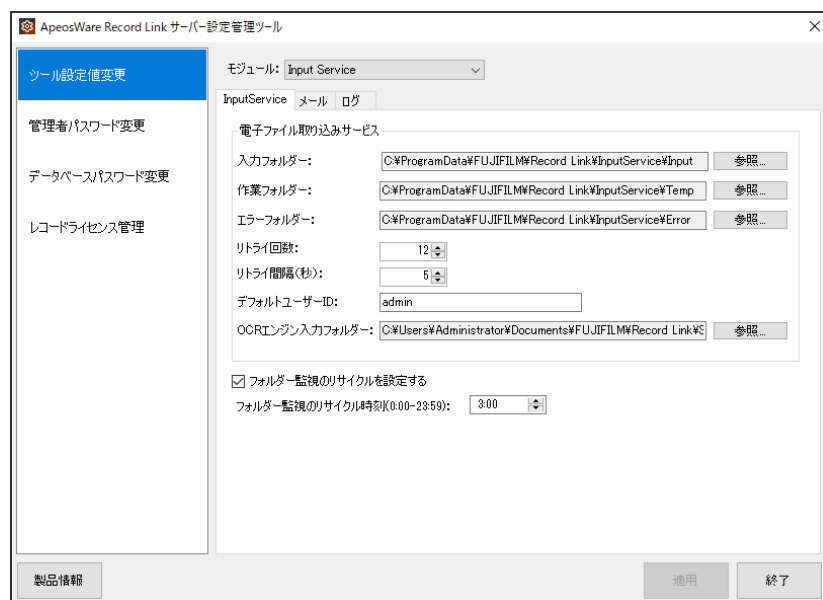 ApeosWare Record Link サーバー設定管理ツール
ツール設定値変更
管理者パスワード変更
データベースパスワード変更
レコードライセンス管理
モジュール: Input Service
InputService メール ログ
電子ファイル取り込みサービス
入力フォルダー: C:¥ProgramData¥FUJIFILM¥Record Link¥InputService¥Input 参照...
作業フォルダー: C:¥ProgramData¥FUJIFILM¥Record Link¥InputService¥Temp 参照...
エラーフォルダー: C:¥ProgramData¥FUJIFILM¥Record Link¥InputService¥Error 参照...
リトライ回数: 12
リトライ間隔(秒): 5
デフォルトユーザーID: admin
OCRエンジン入力フォルダー: C:¥Users¥Administrator¥Documents¥FUJIFILM¥Record Link¥S 参照...
フォルダー監視のリサイクルを設定する
フォルダー監視のリサイクル時刻(0:00-23:59): 3:00
製品情報 適用 終了